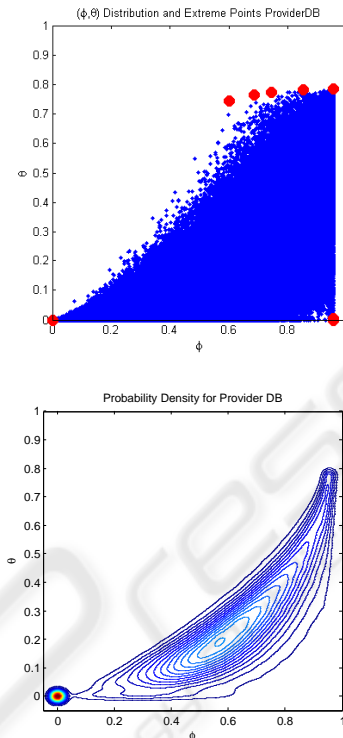 (ϕ,θ) Distribution and Extreme Points ProviderDB
1
0.9
0.8
0.7
0.6
0.5
0.4
0.3
0.2
0.1
0
θ
0 0.2 0.4 0.6 0.8
ϕ
Probability Density for Provider DB
1
0.9
0.8
0.7
0.6
0.5
0.4
0.3
0.2
0.1
0
θ
0 0.2 0.4 0.6 0.8 1
ϕ